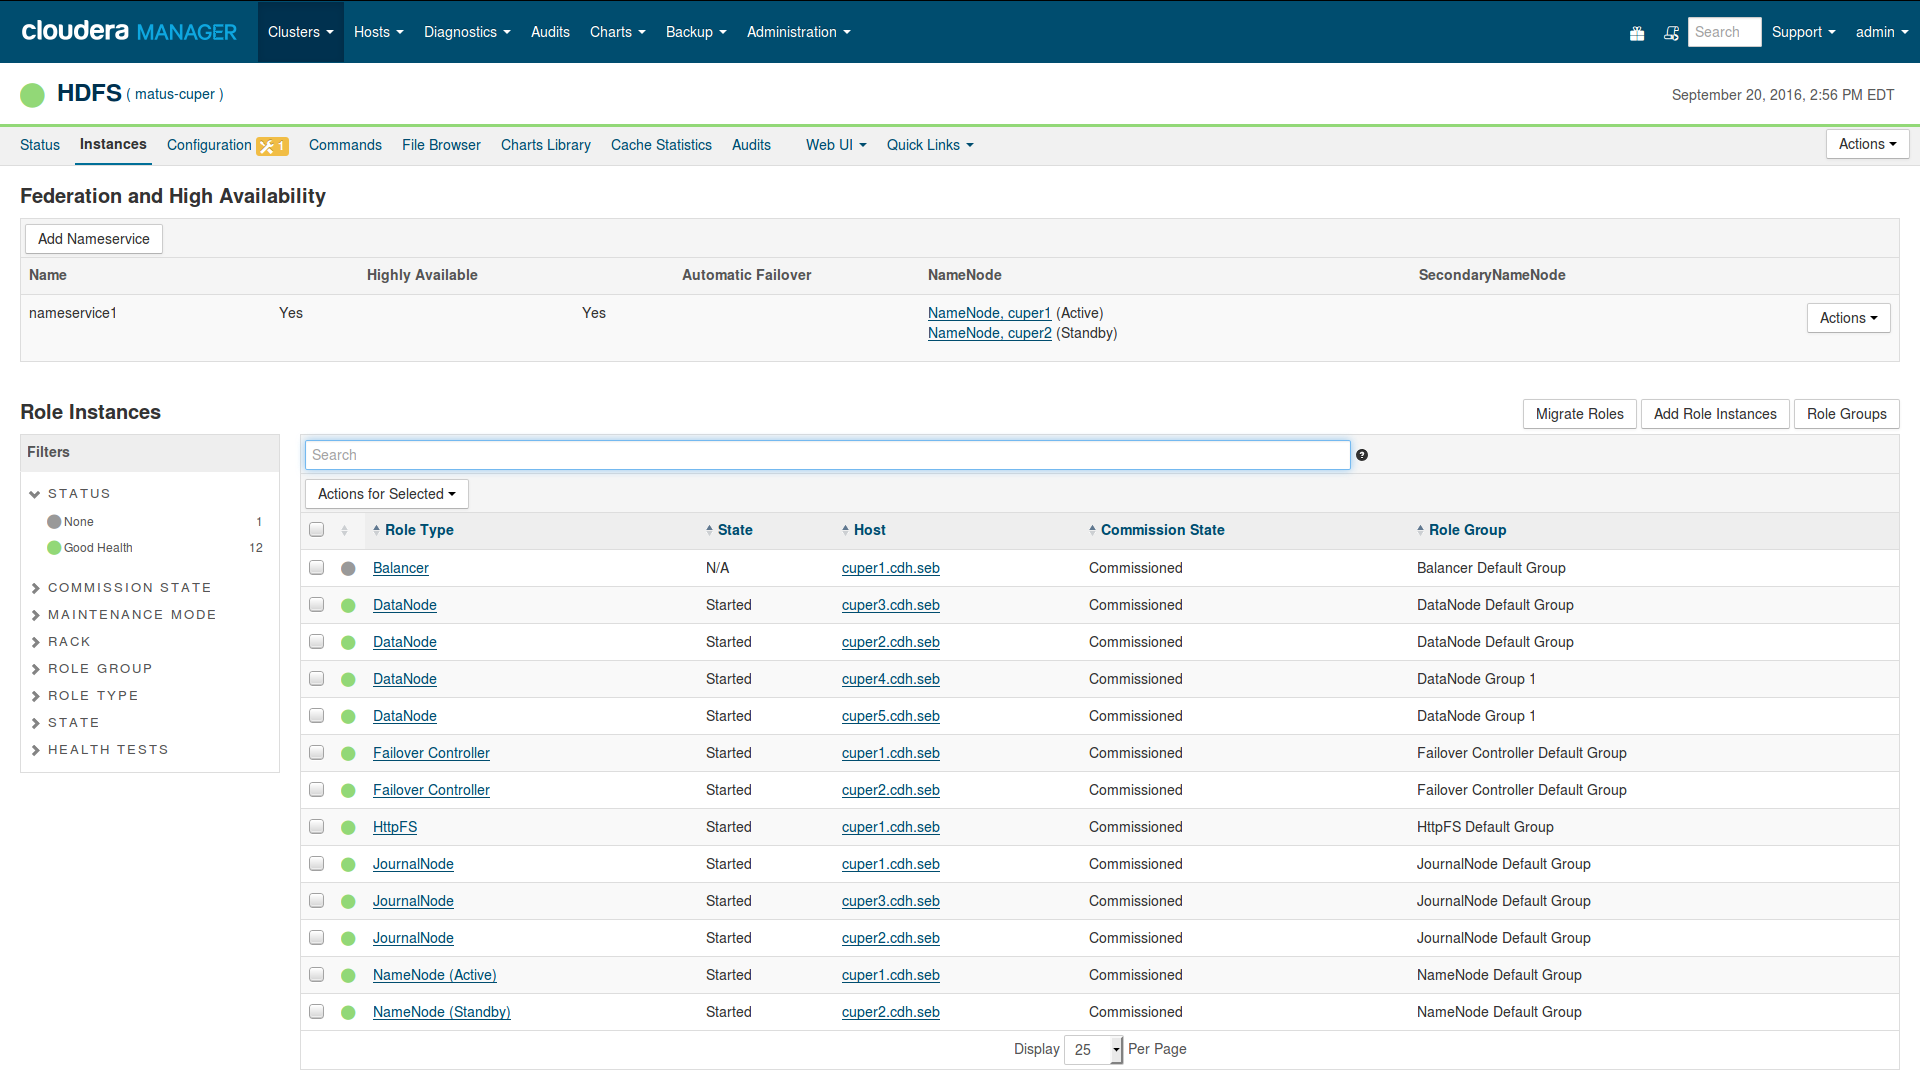 cloudera MANAGER Clusters Hosts Diagnostics Audits Charts Backup Administration Search Support admin
HDFS ( matus-cuper ) September 20, 2016, 2:56 PM EDT
Status Instances Configuration 1 Commands File Browser Charts Library Cache Statistics Audits Web UI Quick Links Actions
Federation and High Availability
Add Nameservice
Name Highly Available Automatic Failover NameNode SecondaryNameNode
nameservice1 Yes Yes NameNode, cuper1 (Active) Actions
NameNode, cuper2 (Standby)
Role Instances Migrate Roles Add Role Instances Role Groups
Filters
STATUS
None 1
Good Health 12
COMMISSION STATE
MAINTENANCE MODE
RACK
ROLE GROUP
ROLE TYPE
STATE
HEALTH TESTS
Search ?
Actions for Selected
Role Type State Host Commission State Role Group
Balancer N/A cuper1.cdh.seb Commissioned Balancer Default Group
DataNode Started cuper3.cdh.seb Commissioned DataNode Default Group
DataNode Started cuper2.cdh.seb Commissioned DataNode Default Group
DataNode Started cuper4.cdh.seb Commissioned DataNode Group 1
DataNode Started cuper5.cdh.seb Commissioned DataNode Group 1
Failover Controller Started cuper1.cdh.seb Commissioned Failover Controller Default Group
Failover Controller Started cuper2.cdh.seb Commissioned Failover Controller Default Group
HttpFS Started cuper1.cdh.seb Commissioned HttpFS Default Group
JournalNode Started cuper1.cdh.seb Commissioned JournalNode Default Group
JournalNode Started cuper3.cdh.seb Commissioned JournalNode Default Group
JournalNode Started cuper2.cdh.seb Commissioned JournalNode Default Group
NameNode (Active) Started cuper1.cdh.seb Commissioned NameNode Default Group
NameNode (Standby) Started cuper2.cdh.seb Commissioned NameNode Default Group
Display 25 Per Page